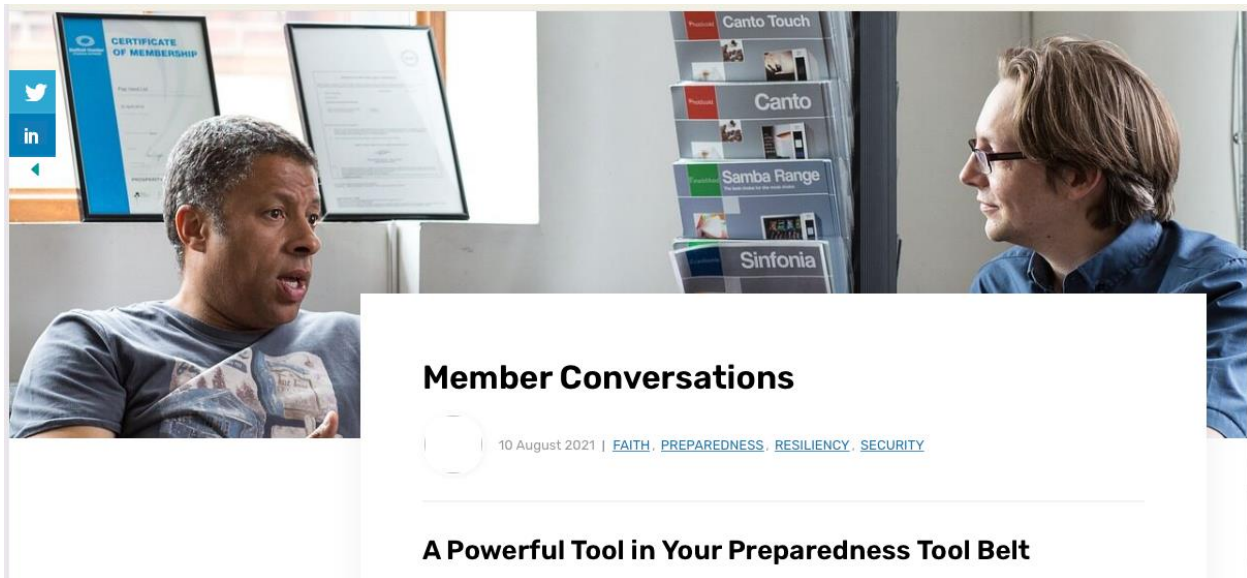 CERTIFICATE
OF MEMBERSHIP
Canto Touch
Canto
Samba Range
Sinfonia
in
Member Conversations
10 August 2021 | FAITH, PREPAREDNESS, RESILIENCY, SECURITY
A Powerful Tool in Your Preparedness Tool Belt